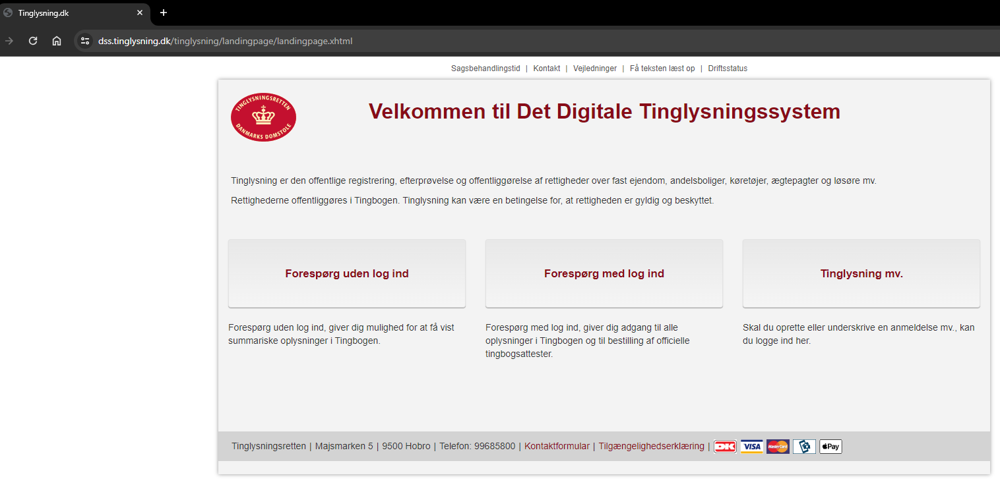 Tinglysning.dk
dss.tinglysning.dk/tinglysning/landingpage/landingpage.xhtml
Sagsbehandlingstid | Kontakt | Vejledninger | Få teksten læst op | Driftsstatus
TINGLYSNINGSRETTEN
DANMARKS DOMSTOLE
Velkommen til Det Digitale Tinglysningssystem
Tinglysning er den offentlige registrering, efterprøvelse og offentliggørelse af rettigheder over fast ejendom, andelsboliger, køretøjer, ægtepagter og løsøre mv.
Rettighederne offentliggøres i Tingbogen. Tinglysning kan være en betingelse for, at rettigheden er gyldig og beskyttet.
Forespørg uden log ind
Forespørg uden log ind, giver dig mulighed for at få vist
summariske oplysninger i Tingbogen.
Forespørg med log ind
Forespørg med log ind, giver dig adgang til alle
oplysninger i Tingbogen og til bestilling af officielle
tingbogsattester.
Tinglysning mv.
Skal du oprette eller underskrive en anmeldelse mv., kan
du logge ind her.
Tinglysningsretten | Majsmarken 5 | 9500 Hobro | Telefon: 99685800 | Kontaktformular | Tilgængelighedserklæring | DK VISA MasterCard Pay